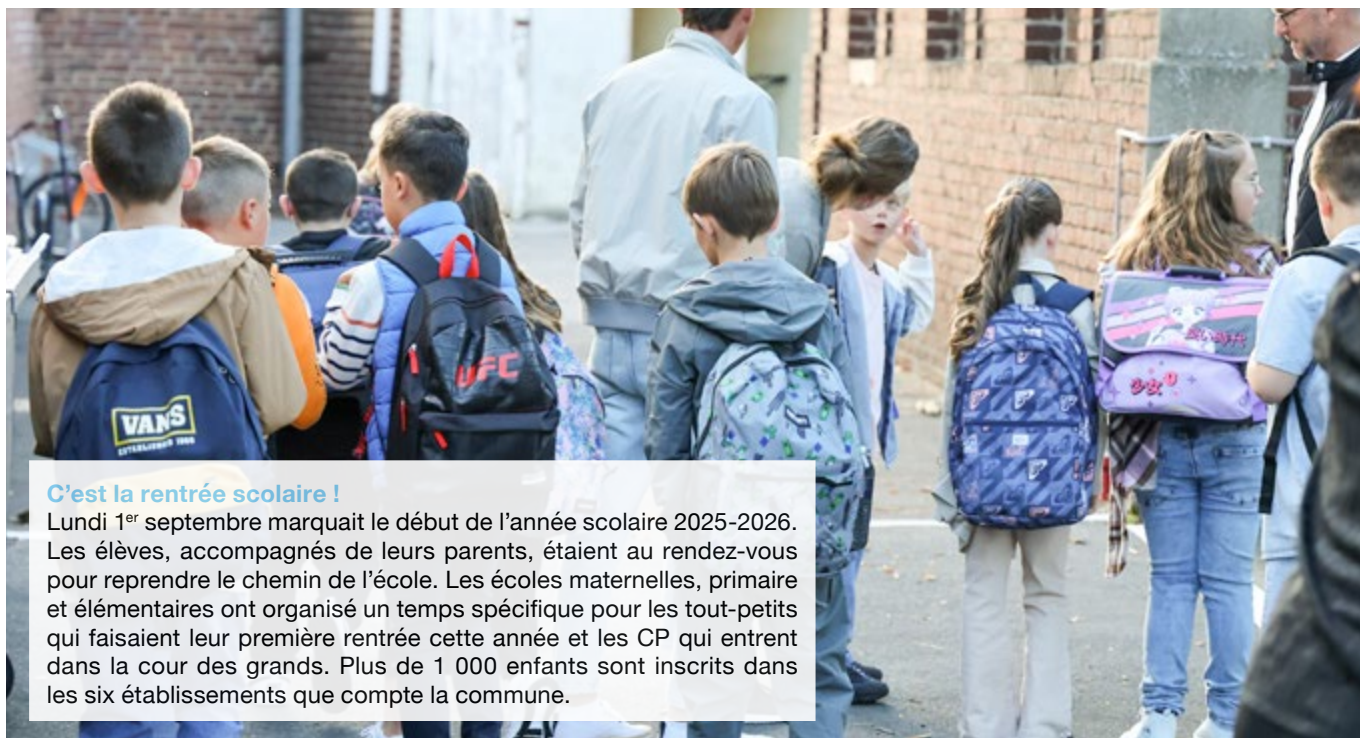 VANS
ESTABLISHED 1966
UFC
少女
C’est la rentrée scolaire !
Lundi 1er septembre marquait le début de l’année scolaire 2025-2026.
Les élèves, accompagnés de leurs parents, étaient au rendez-vous
pour reprendre le chemin de l’école. Les écoles maternelles, primaire
et élémentaires ont organisé un temps spécifique pour les tout-petits
qui faisaient leur première rentrée cette année et les CP qui entrent
dans la cour des grands. Plus de 1 000 enfants sont inscrits dans
les six établissements que compte la commune.